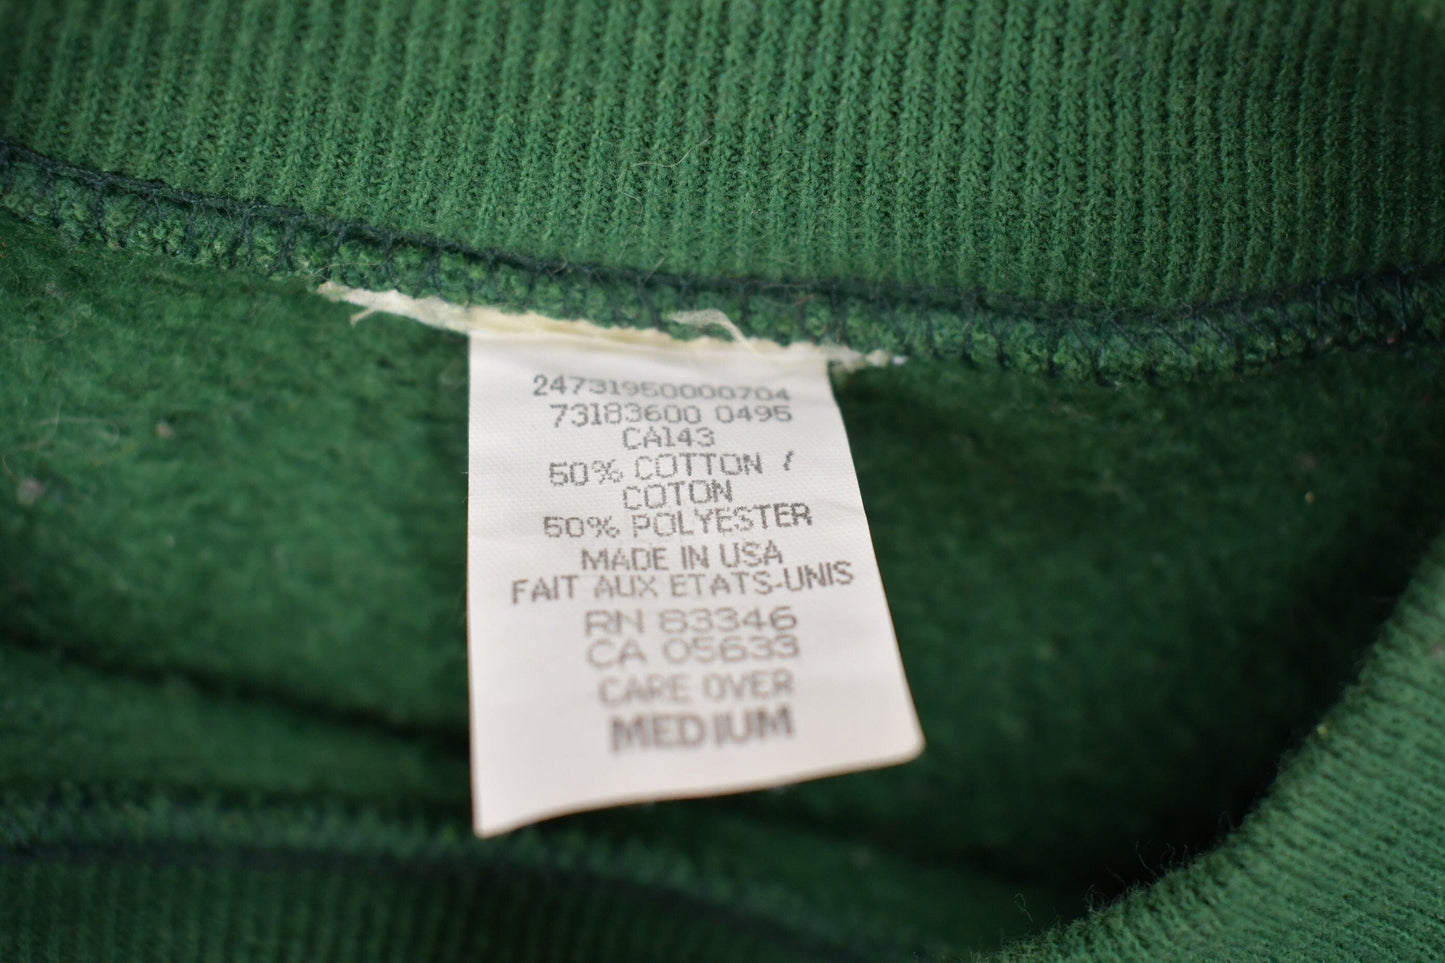 24731950000704
73183600 0495
CA143
50% COTTON /
COTON
50% POLYESTER
MADE IN USA
FAIT AUX ETATS-UNIS
RN 83346
CA 05633
CARE OVER
MEDIUM